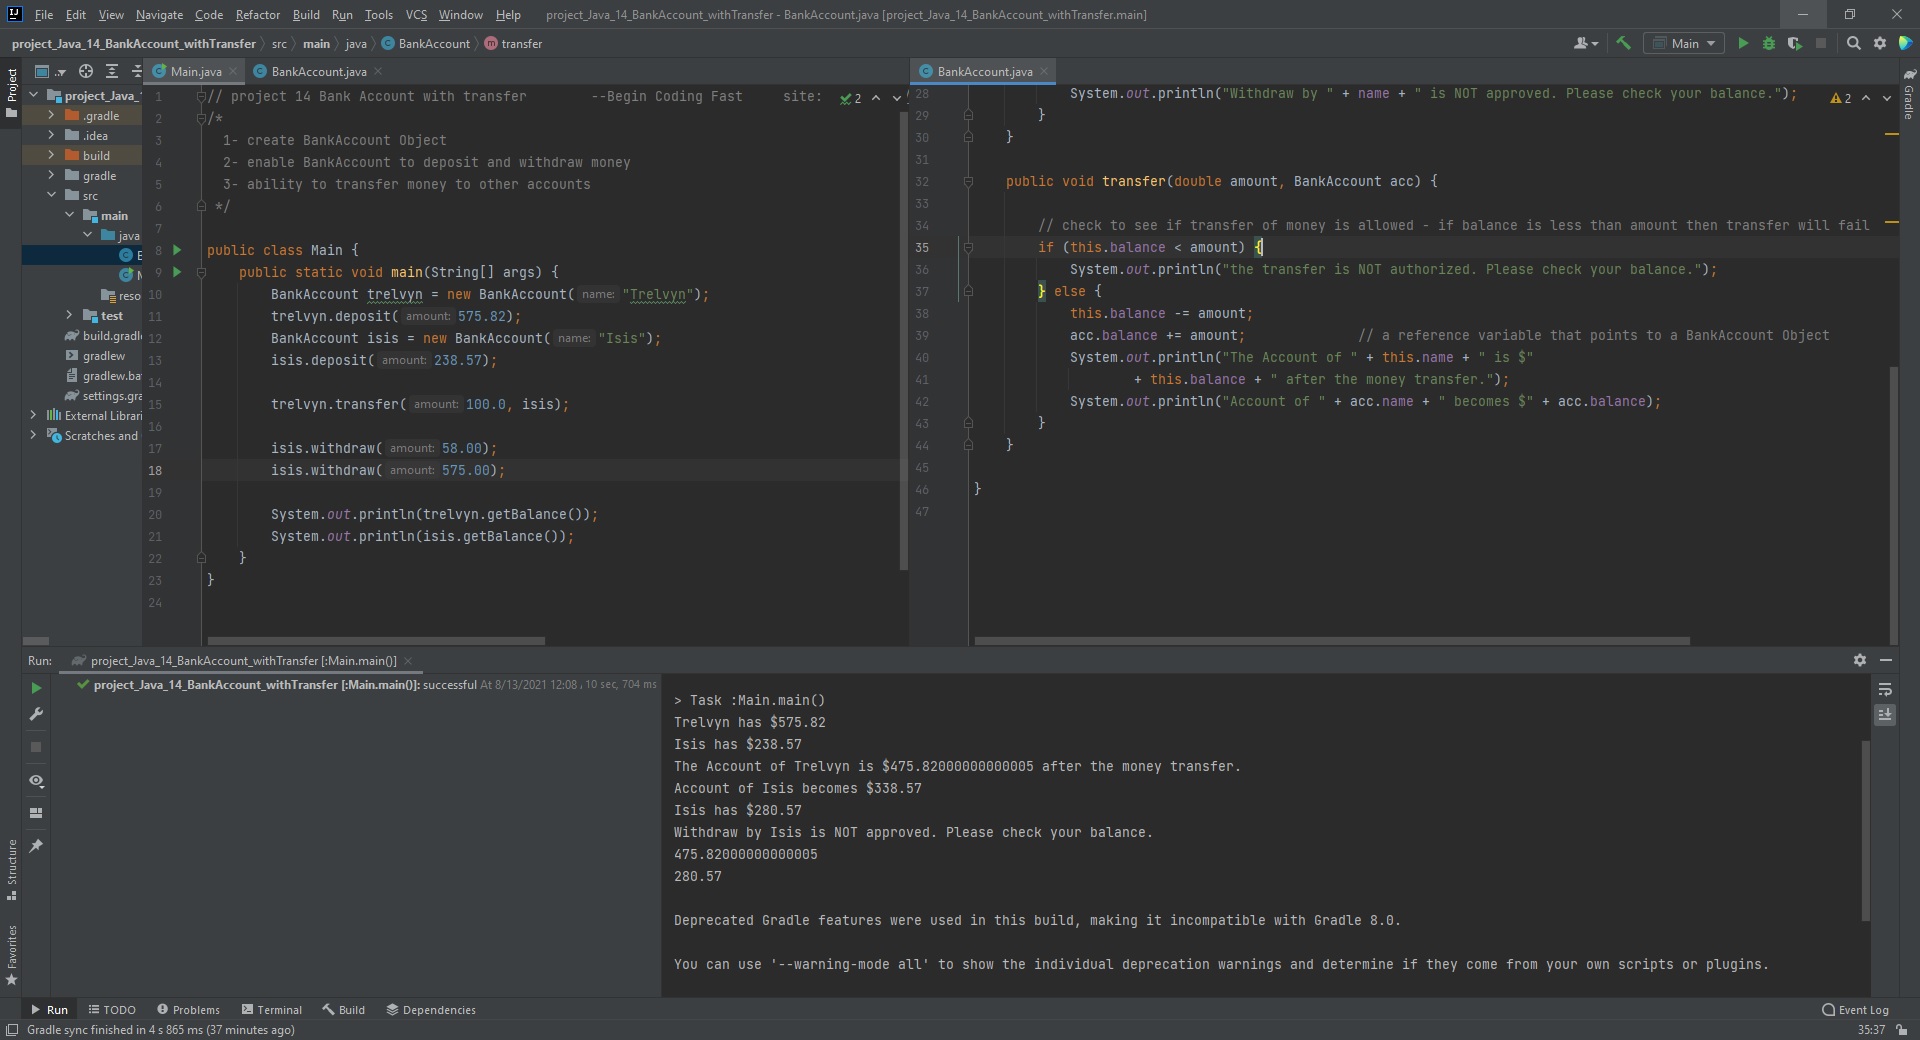 File Edit View Navigate Code Refactor Build Run Tools VCS Window Help project_Java_14_BankAccount_withTransfer - BankAccount.java [project_Java_14_BankAccount_withTransfer.main]
project_Java_14_BankAccount_withTransfer src main java BankAccount transfer Main
Project
Main.java BankAccount.java
project_Java_1
.gradle
.idea
build
gradle
src
main
java
B
M
reso
test
build.gradl
gradlew
gradlew.ba
settings.gra
External Librari
Scratches and
1 // project 14 Bank Account with transfer --Begin Coding Fast site: 2
2 /*
3 1- create BankAccount Object
4 2- enable BankAccount to deposit and withdraw money
5 3- ability to transfer money to other accounts
6 */
7
8 public class Main {
9 public static void main(String[] args) {
10 BankAccount trelvyn = new BankAccount( name: "Trelvyn");
11 trelvyn.deposit( amount: 575.82);
12 BankAccount isis = new BankAccount( name: "Isis");
13 isis.deposit( amount: 238.57);
14
15 trelvyn.transfer( amount: 100.0, isis);
16
17 isis.withdraw( amount: 58.00);
18 isis.withdraw( amount: 575.00);
19
20 System.out.println(trelvyn.getBalance());
21 System.out.println(isis.getBalance());
22 }
23 }
24
BankAccount.java
28 System.out.println("Withdraw by " + name + " is NOT approved. Please check your balance."); 2
29 }
30 }
31
32 public void transfer(double amount, BankAccount acc) {
33
34 // check to see if transfer of money is allowed - if balance is less than amount then transfer will fail
35 if (this.balance < amount) {
36 System.out.println("the transfer is NOT authorized. Please check your balance.");
37 } else {
38 this.balance -= amount;
39 acc.balance += amount; // a reference variable that points to a BankAccount Object
40 System.out.println("The Account of " + this.name + " is $"
41 + this.balance + " after the money transfer.");
42 System.out.println("Account of " + acc.name + " becomes $" + acc.balance);
43 }
44 }
45
46 }
47
Gradle
Run: project_Java_14_BankAccount_withTransfer [:Main.main()]
project_Java_14_BankAccount_withTransfer [:Main.main()]: successful At 8/13/2021 12:08 , 10 sec, 704 ms
> Task :Main.main()
Trelvyn has $575.82
Isis has $238.57
The Account of Trelvyn is $475.82000000000005 after the money transfer.
Account of Isis becomes $338.57
Isis has $280.57
Withdraw by Isis is NOT approved. Please check your balance.
475.82000000000005
280.57
Deprecated Gradle features were used in this build, making it incompatible with Gradle 8.0.
You can use '--warning-mode all' to show the individual deprecation warnings and determine if they come from your own scripts or plugins.
Structure
Favorites
Run TODO Problems Terminal Build Dependencies Event Log
Gradle sync finished in 4 s 865 ms (37 minutes ago) 35:37